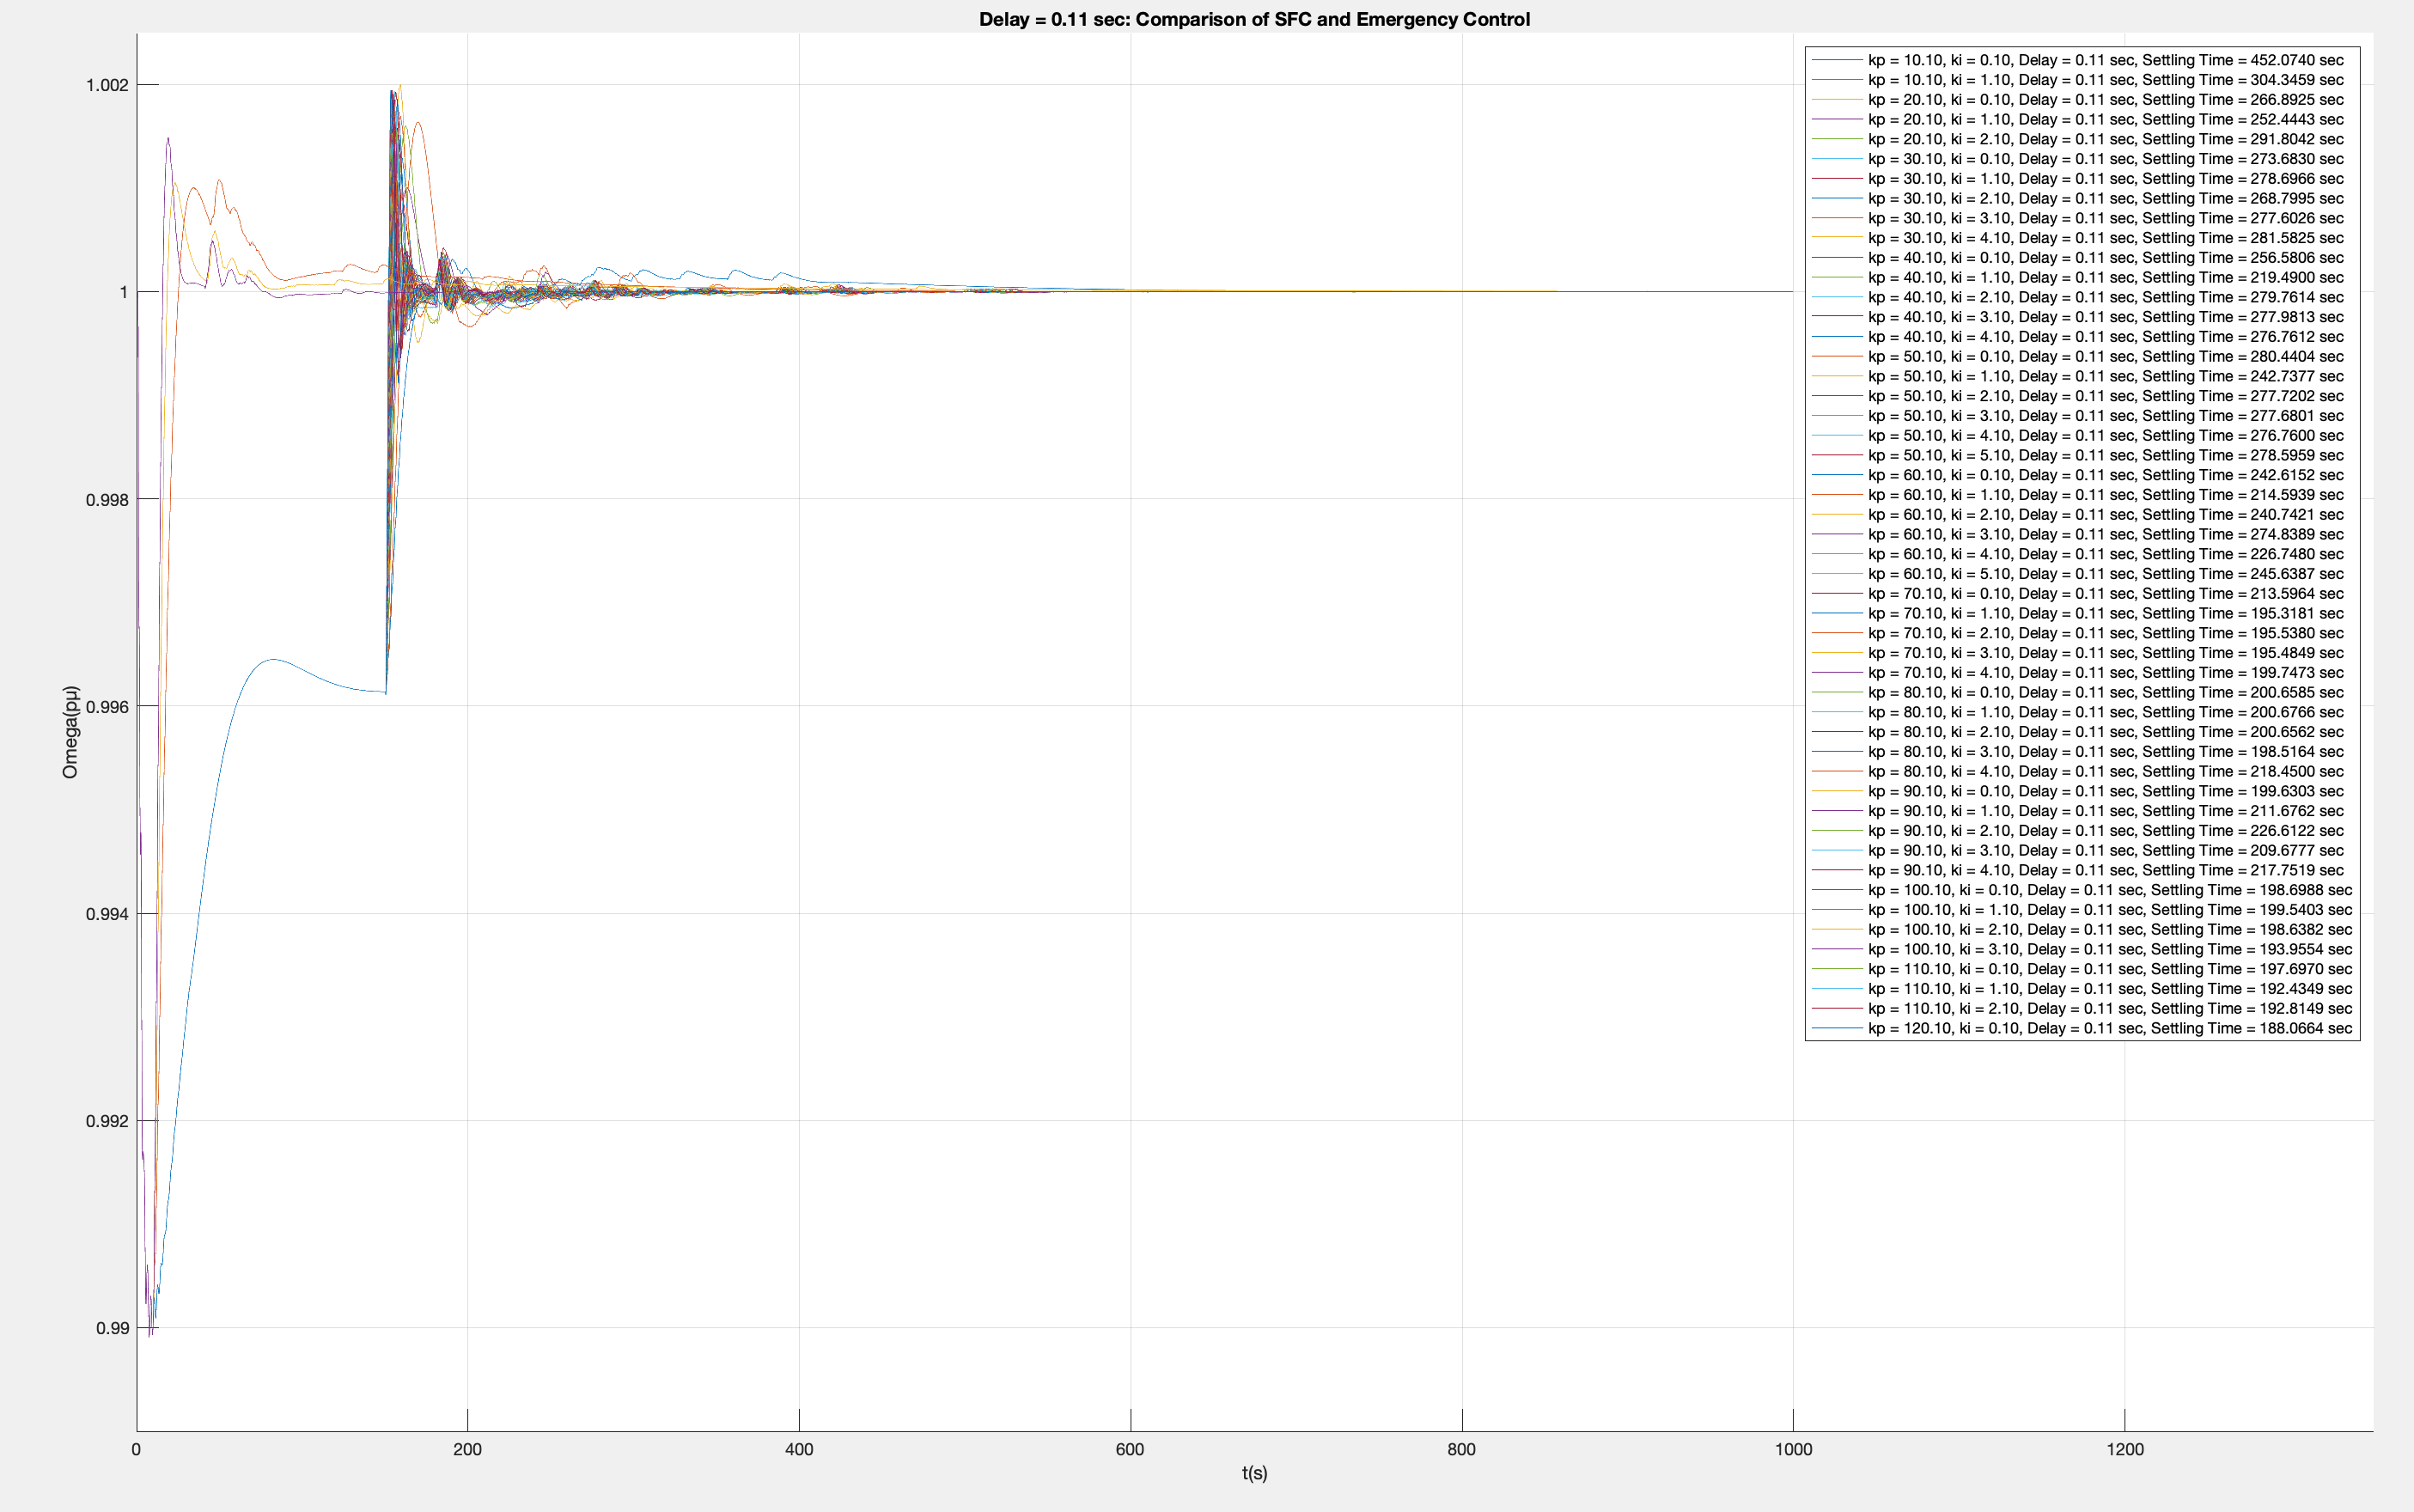 Delay = 0.11 sec: Comparison of SFC and Emergency Control
kp = 10.10, ki = 0.10, Delay = 0.11 sec, Settling Time = 452.0740 sec
kp = 10.10, ki = 1.10, Delay = 0.11 sec, Settling Time = 304.3459 sec
kp = 20.10, ki = 0.10, Delay = 0.11 sec, Settling Time = 266.8925 sec
kp = 20.10, ki = 1.10, Delay = 0.11 sec, Settling Time = 252.4443 sec
kp = 20.10, ki = 2.10, Delay = 0.11 sec, Settling Time = 291.8042 sec
kp = 30.10, ki = 0.10, Delay = 0.11 sec, Settling Time = 273.6830 sec
kp = 30.10, ki = 1.10, Delay = 0.11 sec, Settling Time = 278.6966 sec
kp = 30.10, ki = 2.10, Delay = 0.11 sec, Settling Time = 268.7995 sec
kp = 30.10, ki = 3.10, Delay = 0.11 sec, Settling Time = 277.6026 sec
kp = 30.10, ki = 4.10, Delay = 0.11 sec, Settling Time = 281.5825 sec
kp = 40.10, ki = 0.10, Delay = 0.11 sec, Settling Time = 256.5806 sec
kp = 40.10, ki = 1.10, Delay = 0.11 sec, Settling Time = 219.4900 sec
kp = 40.10, ki = 2.10, Delay = 0.11 sec, Settling Time = 279.7614 sec
kp = 40.10, ki = 3.10, Delay = 0.11 sec, Settling Time = 277.9813 sec
kp = 40.10, ki = 4.10, Delay = 0.11 sec, Settling Time = 276.7612 sec
kp = 50.10, ki = 0.10, Delay = 0.11 sec, Settling Time = 280.4404 sec
kp = 50.10, ki = 1.10, Delay = 0.11 sec, Settling Time = 242.7377 sec
kp = 50.10, ki = 2.10, Delay = 0.11 sec, Settling Time = 277.7202 sec
kp = 50.10, ki = 3.10, Delay = 0.11 sec, Settling Time = 277.6801 sec
kp = 50.10, ki = 4.10, Delay = 0.11 sec, Settling Time = 276.7600 sec
kp = 50.10, ki = 5.10, Delay = 0.11 sec, Settling Time = 278.5959 sec
kp = 60.10, ki = 0.10, Delay = 0.11 sec, Settling Time = 242.6152 sec
kp = 60.10, ki = 1.10, Delay = 0.11 sec, Settling Time = 214.5939 sec
kp = 60.10, ki = 2.10, Delay = 0.11 sec, Settling Time = 240.7421 sec
kp = 60.10, ki = 3.10, Delay = 0.11 sec, Settling Time = 274.8389 sec
kp = 60.10, ki = 4.10, Delay = 0.11 sec, Settling Time = 226.7480 sec
kp = 60.10, ki = 5.10, Delay = 0.11 sec, Settling Time = 245.6387 sec
kp = 70.10, ki = 0.10, Delay = 0.11 sec, Settling Time = 213.5964 sec
kp = 70.10, ki = 1.10, Delay = 0.11 sec, Settling Time = 195.3181 sec
kp = 70.10, ki = 2.10, Delay = 0.11 sec, Settling Time = 195.5380 sec
kp = 70.10, ki = 3.10, Delay = 0.11 sec, Settling Time = 195.4849 sec
kp = 70.10, ki = 4.10, Delay = 0.11 sec, Settling Time = 199.7473 sec
kp = 80.10, ki = 0.10, Delay = 0.11 sec, Settling Time = 200.6585 sec
kp = 80.10, ki = 1.10, Delay = 0.11 sec, Settling Time = 200.6766 sec
kp = 80.10, ki = 2.10, Delay = 0.11 sec, Settling Time = 200.6562 sec
kp = 80.10, ki = 3.10, Delay = 0.11 sec, Settling Time = 198.5164 sec
kp = 80.10, ki = 4.10, Delay = 0.11 sec, Settling Time = 218.4500 sec
kp = 90.10, ki = 0.10, Delay = 0.11 sec, Settling Time = 199.6303 sec
kp = 90.10, ki = 1.10, Delay = 0.11 sec, Settling Time = 211.6762 sec
kp = 90.10, ki = 2.10, Delay = 0.11 sec, Settling Time = 226.6122 sec
kp = 90.10, ki = 3.10, Delay = 0.11 sec, Settling Time = 209.6777 sec
kp = 90.10, ki = 4.10, Delay = 0.11 sec, Settling Time = 217.7519 sec
kp = 100.10, ki = 0.10, Delay = 0.11 sec, Settling Time = 198.6988 sec
kp = 100.10, ki = 1.10, Delay = 0.11 sec, Settling Time = 199.5403 sec
kp = 100.10, ki = 2.10, Delay = 0.11 sec, Settling Time = 198.6382 sec
kp = 100.10, ki = 3.10, Delay = 0.11 sec, Settling Time = 193.9554 sec
kp = 110.10, ki = 0.10, Delay = 0.11 sec, Settling Time = 197.6970 sec
kp = 110.10, ki = 1.10, Delay = 0.11 sec, Settling Time = 192.4349 sec
kp = 110.10, ki = 2.10, Delay = 0.11 sec, Settling Time = 192.8149 sec
kp = 120.10, ki = 0.10, Delay = 0.11 sec, Settling Time = 188.0664 sec
1.002
1
0.998
0.996
0.994
0.992
0.99
Omega(pμ)
0
200
400
600
800
1000
1200
t(s)